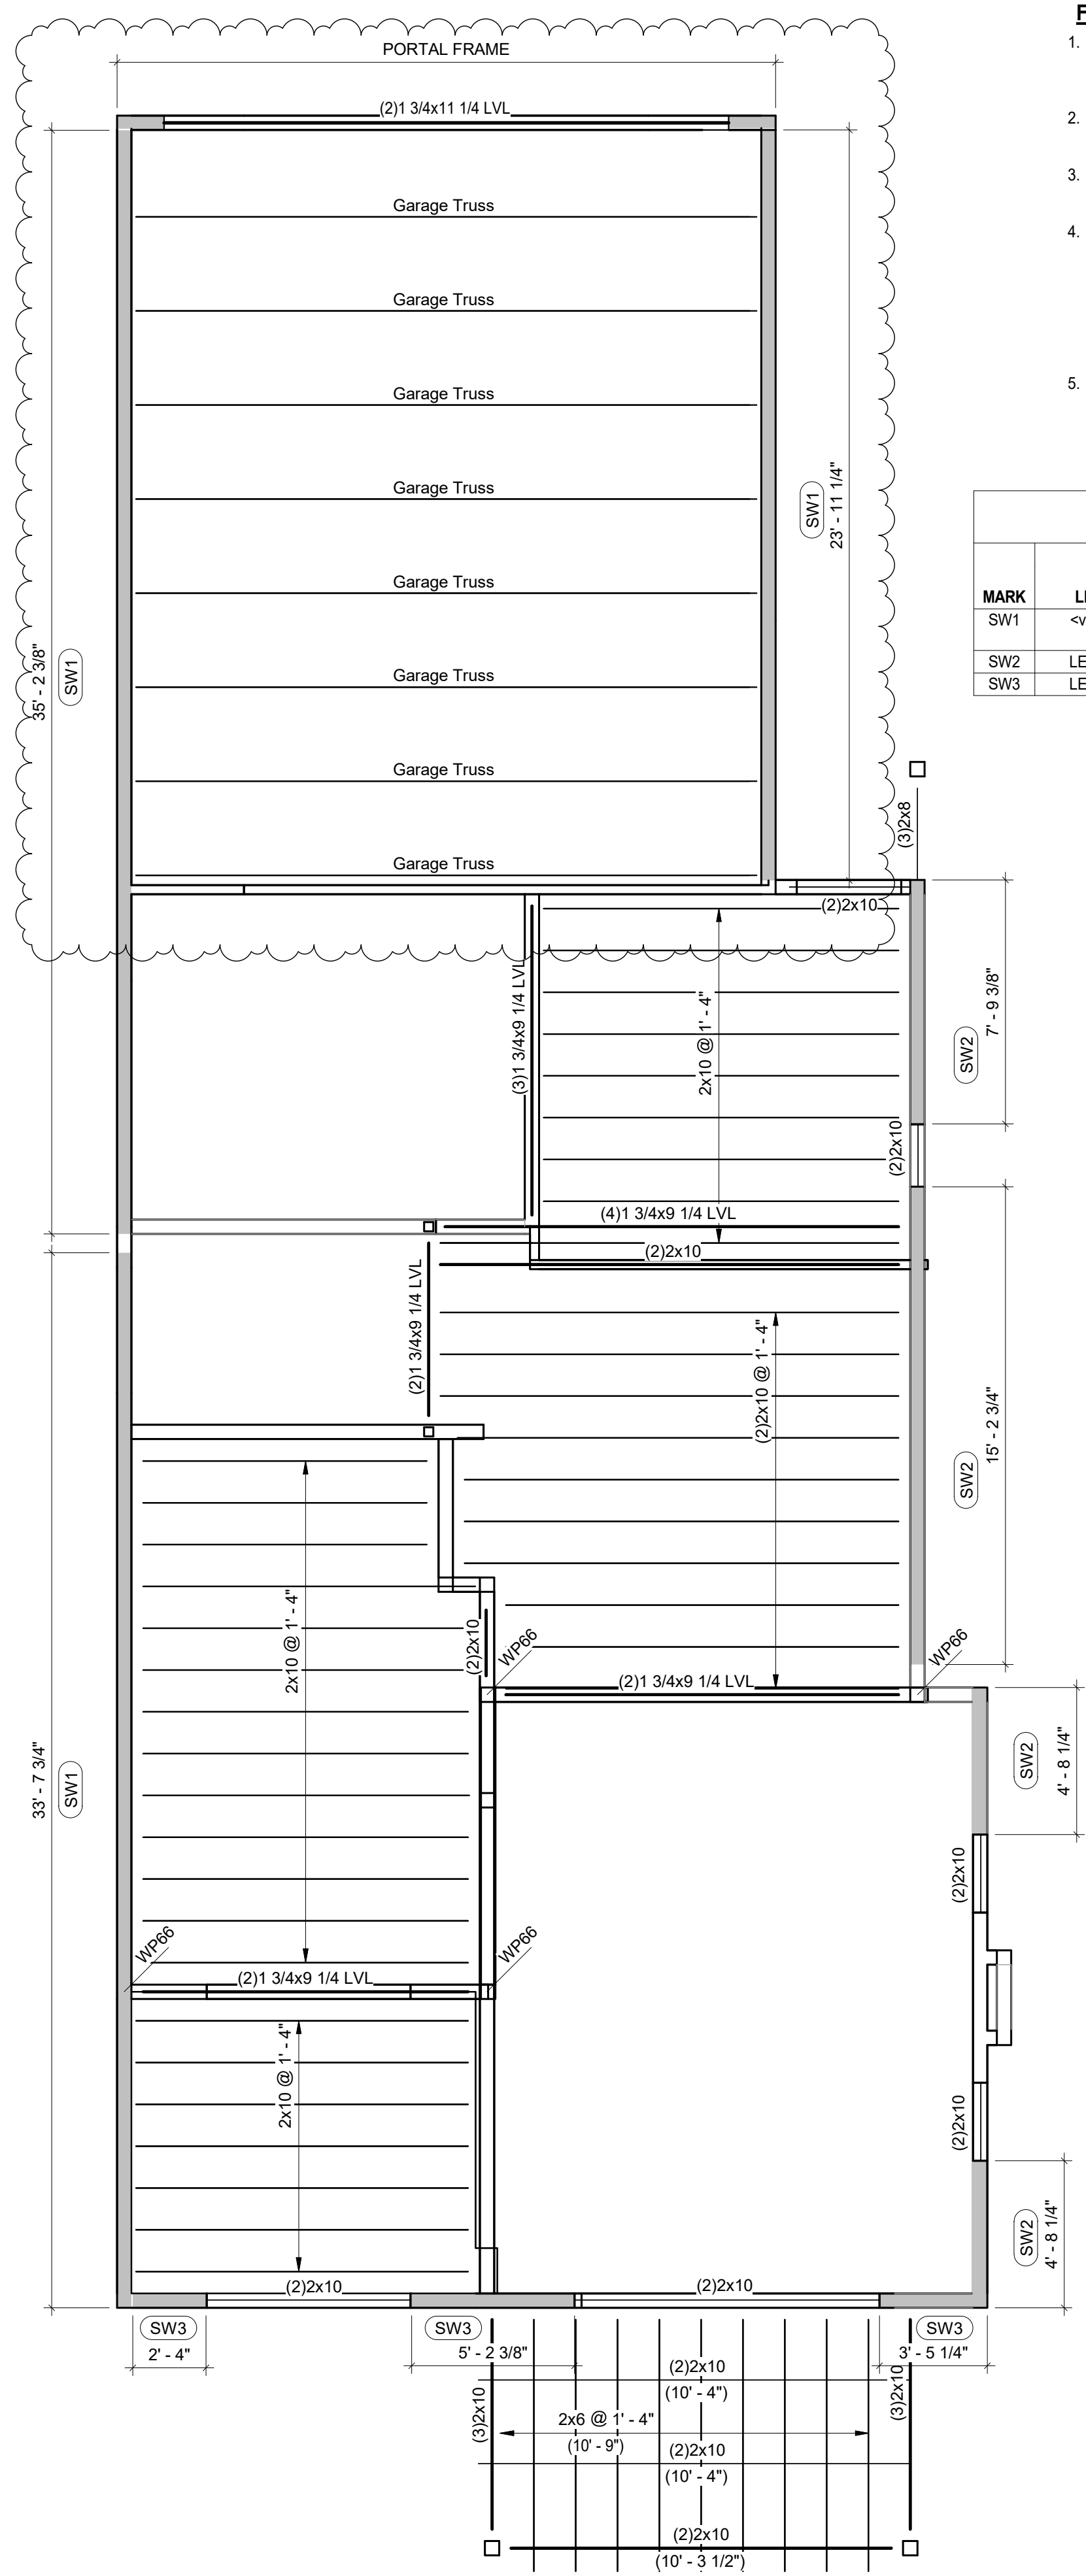 F
1.
PORTAL FRAME
(2)1 3/4x11 1/4 LVL
2.
3.
Garage Truss
4.
Garage Truss
5.
Garage Truss
Garage Truss
SW1
23' - 11 1/4"
Garage Truss
MARK
SW1
SW2 LE
SW3 LE
35' - 2 3/8"
SW1
Garage Truss
Garage Truss
(3)2x8
Garage Truss
(2)2x10
(3)1 3/4x9 1/4 LVL
2x10 @ 1' - 4"
7' - 9 3/8"
SW2
(2)2x10
(4)1 3/4x9 1/4 LVL
(2)2x10
(2)1 3/4x9 1/4 LVL
(2)2x10 @ 1' - 4"
15' - 2 3/4"
SW2
2x10 @ 1' - 4"
(2)2x10
WP66
WP66
(2)1 3/4x9 1/4 LVL
33' - 7 3/4"
SW1
SW2
4' - 8 1/4"
(2)2x10
WP66
WP66
(2)1 3/4x9 1/4 LVL
2x10 @ 1' - 4"
(2)2x10
SW2
4' - 8 1/4"
(2)2x10
(2)2x10
SW3
SW3
SW3
2' - 4"
5' - 2 3/8"
3' - 5 1/4"
(2)2x10
(10' - 4")
(3)2x10
(3)2x10
2x6 @ 1' - 4"
(10' - 9")
(2)2x10
(10' - 4")
(2)2x10
(10' - 3 1/2")